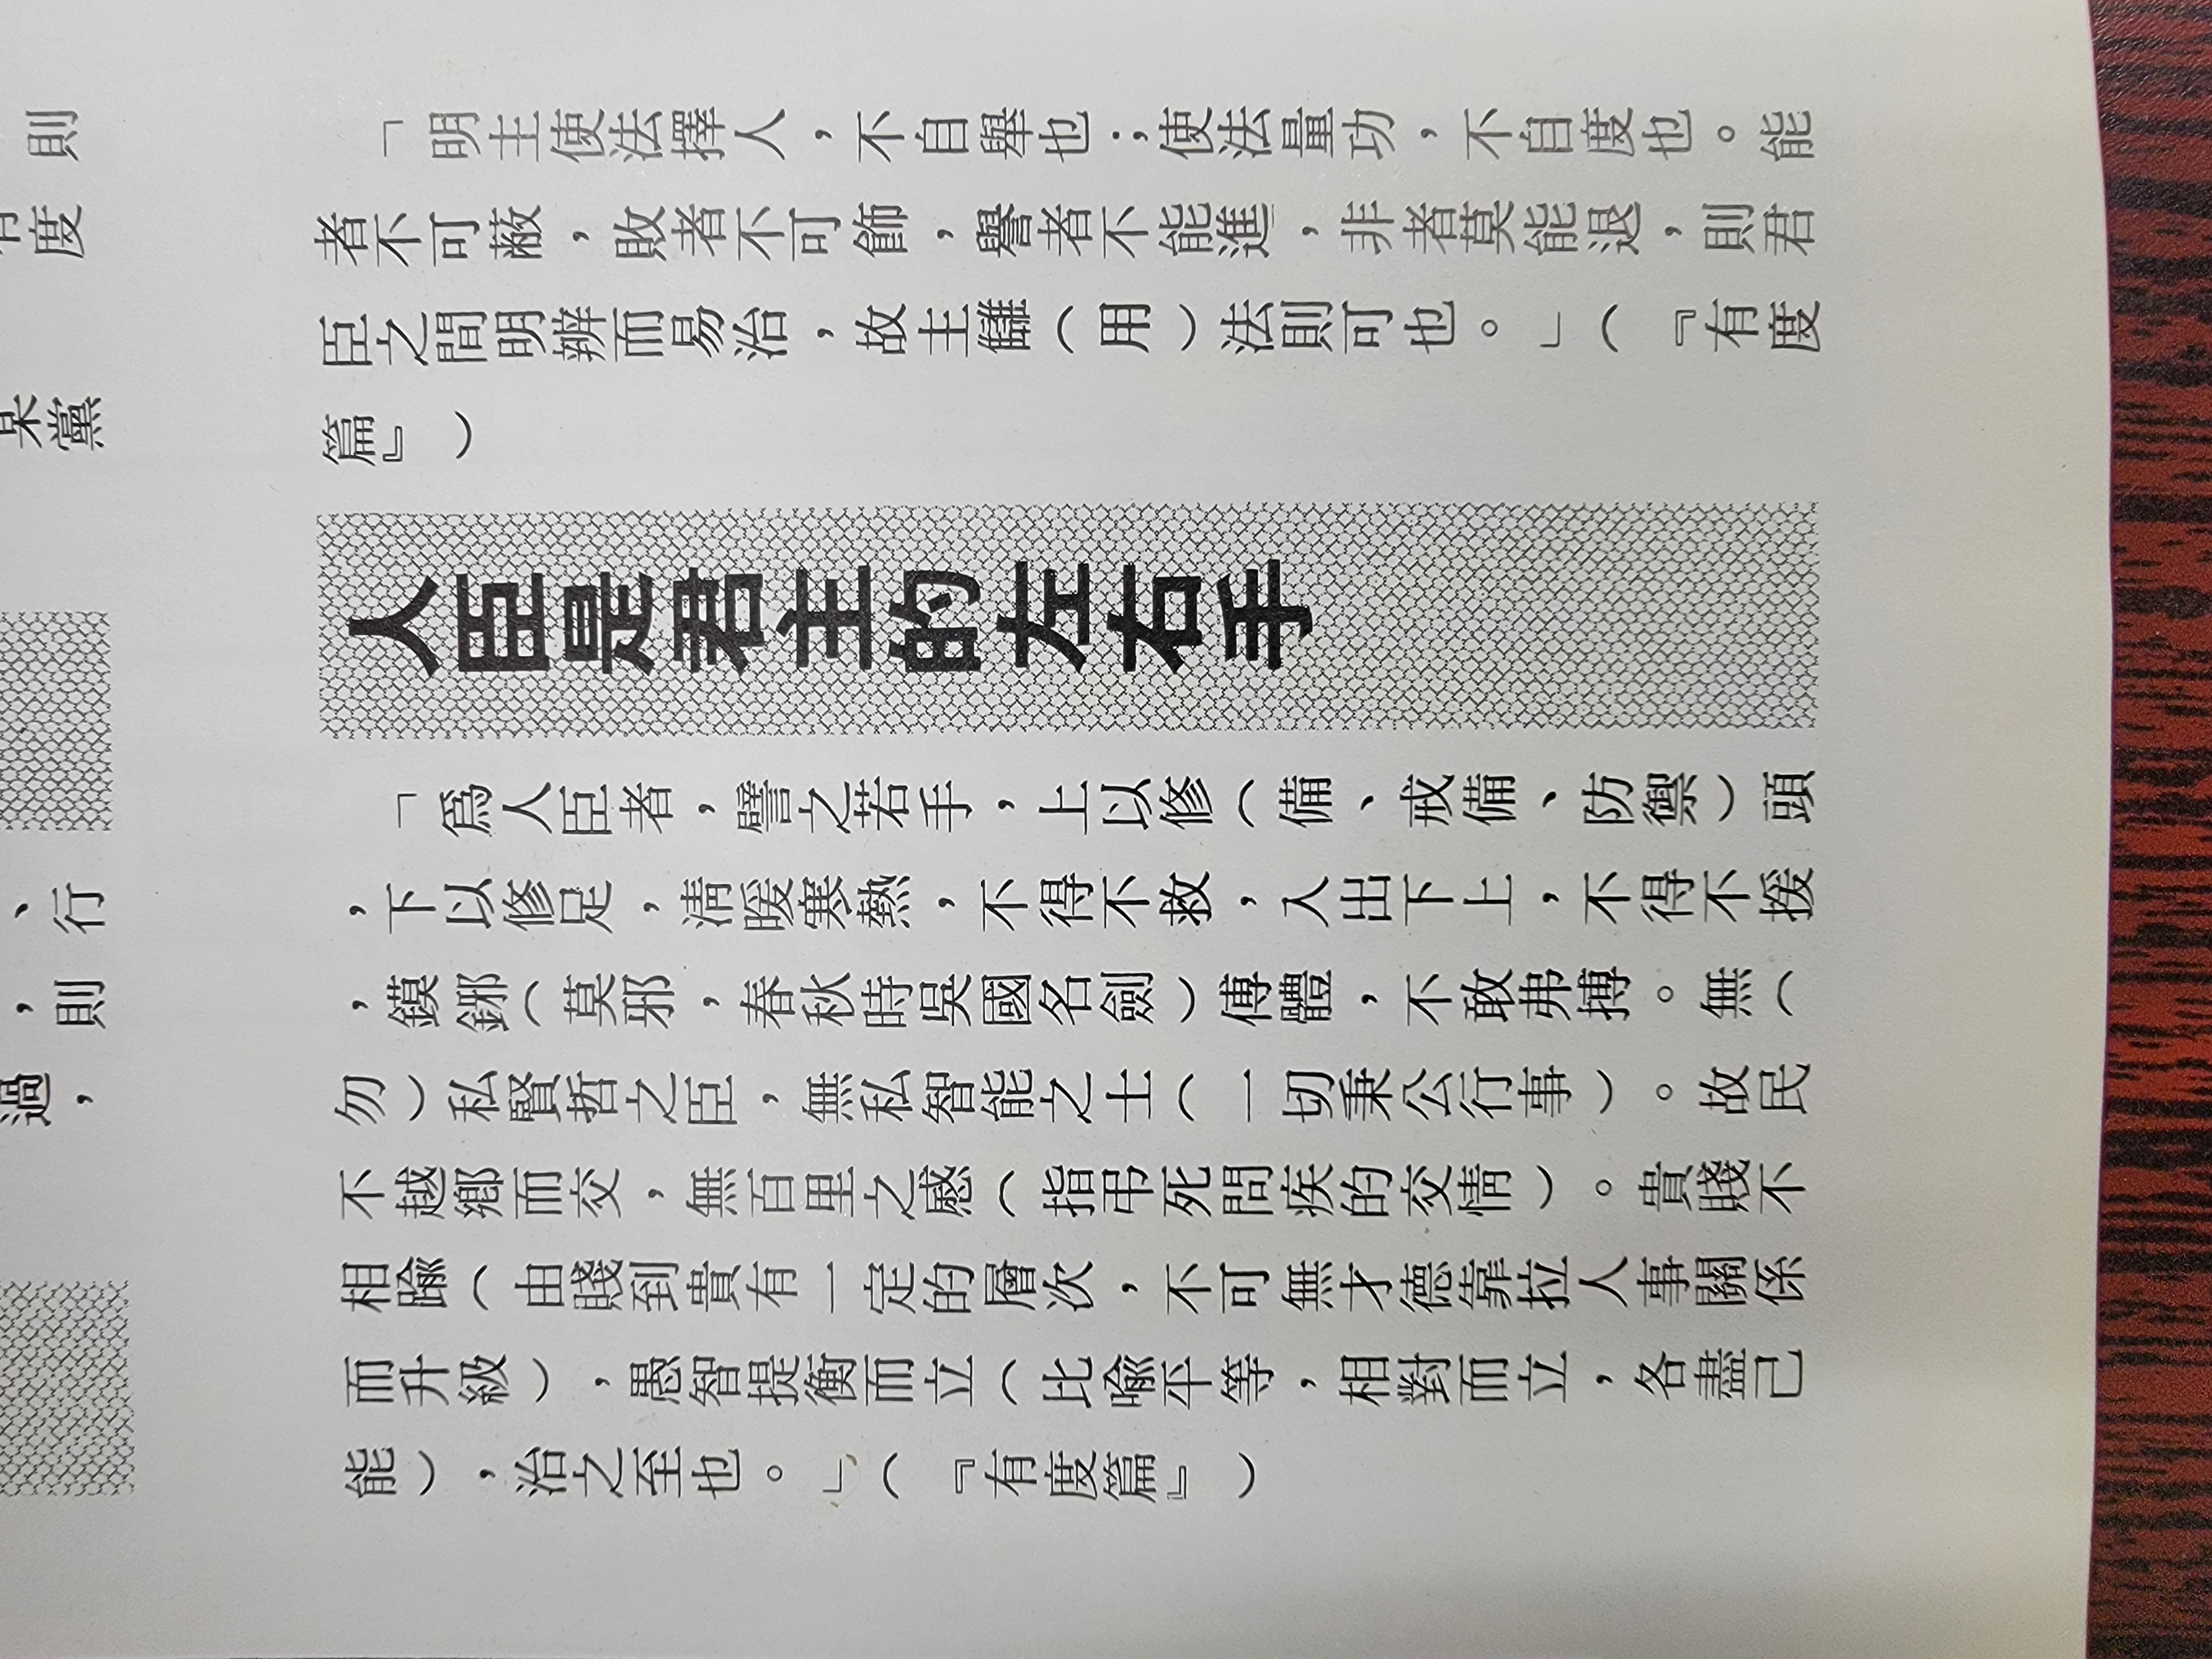 則
有度
某黨
、行
，則
過，
「明主使法擇人，不自舉也；使法量功，不自度也。能
者不可蔽，敗者不可飾，譽者不能進，非者莫能退，則君
臣之間明辨而易治，故主讎（用）法則可也。」（『有度
篇』）
人臣是君主的左右手
「爲人臣者，譬之若手，上以修（備、戒備、防禦）頭
，下以修足，清暖寒熱，不得不救，入出下上，不得不援
，鏌鋣（莫邪，春秋時吳國名劍）傅體，不敢弗搏。無（
勿）私賢哲之臣，無私智能之士（一切秉公行事）。故民
不越鄉而交，無百里之慼（指弔死問疾的交情）。貴賤不
相踰（由賤到貴有一定的層次，不可無才德靠拉人事關係
而升級），愚智提衡而立（比喻平等，相對而立，各盡己
能），治之至也。」（『有度篇』）